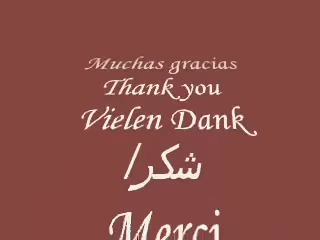 Muchas gracias
Thank you
Vielen Dank
شكرا
Merci